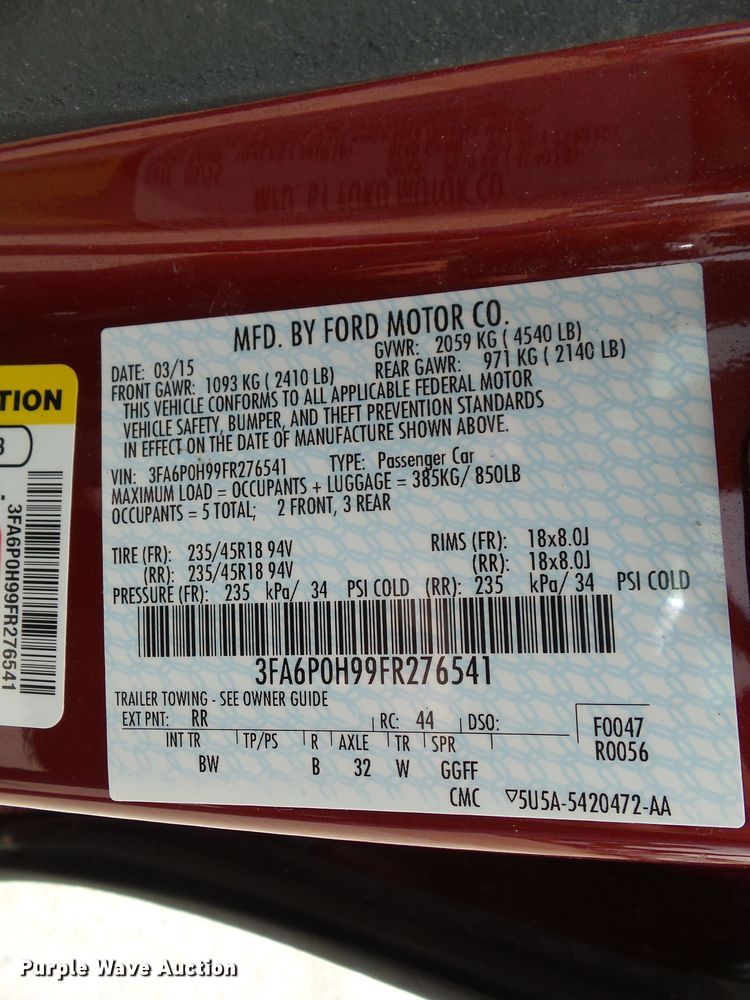 MFD. BY FORD MOTOR CO.
DATE: 03/15
GVWR: 2059 KG ( 4540 LB)
FRONT GAWR: 1093 KG ( 2410 LB)
REAR GAWR: 971 KG ( 2140 LB)
THIS VEHICLE CONFORMS TO ALL APPLICABLE FEDERAL MOTOR
VEHICLE SAFETY, BUMPER, AND THEFT PREVENTION STANDARDS
IN EFFECT ON THE DATE OF MANUFACTURE SHOWN ABOVE.
VIN: 3FA6P0H99FR276541 TYPE: Passenger Car
MAXIMUM LOAD = OCCUPANTS + LUGGAGE = 385KG/ 850LB
OCCUPANTS = 5 TOTAL; 2 FRONT, 3 REAR
TIRE (FR): 235/45R18 94V RIMS (FR): 18x8.0J
(RR): 235/45R18 94V (RR): 18x8.0J
PRESSURE (FR): 235 kPa/ 34 PSI COLD (RR): 235 kPa/ 34 PSI COLD
3FA6P0H99FR276541
TRAILER TOWING - SEE OWNER GUIDE
EXT PNT: RR RC: 44 DSO:
F0047
R0056
INT TR TP/PS R AXLE TR SPR
BW B 32 W GGFF
CMC ▽5U5A-5420472-AA
TION
3FA6P0H99FR276541
Purple Wave Auction